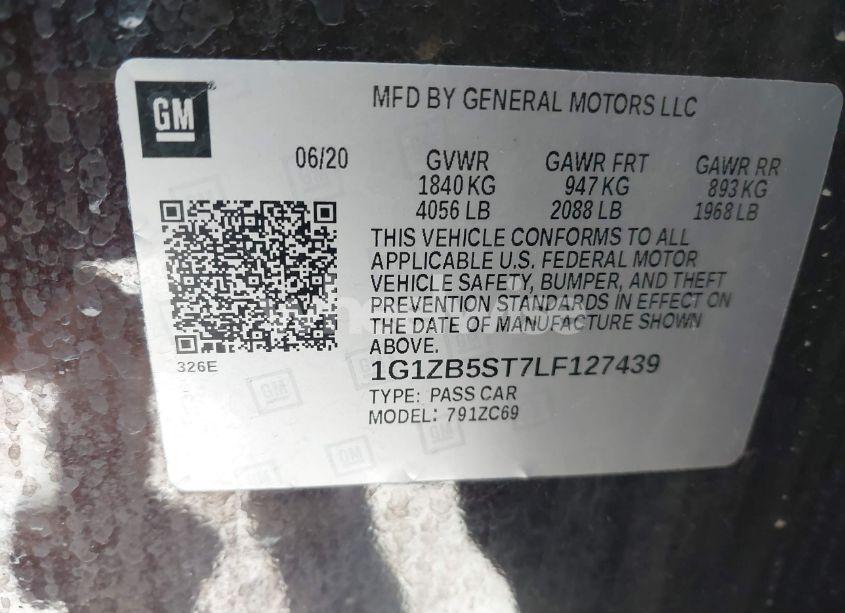 GM
MFD BY GENERAL MOTORS LLC
06/20 GVWR GAWR FRT GAWR RR
1840 KG 947 KG 893 KG
4056 LB 2088 LB 1968 LB
THIS VEHICLE CONFORMS TO ALL
APPLICABLE U.S. FEDERAL MOTOR
VEHICLE SAFETY, BUMPER, AND THEFT
PREVENTION STANDARDS IN EFFECT ON
THE DATE OF MANUFACTURE SHOWN
ABOVE.
326E
1G1ZB5ST7LF127439
TYPE: PASS CAR
MODEL: 791ZC69